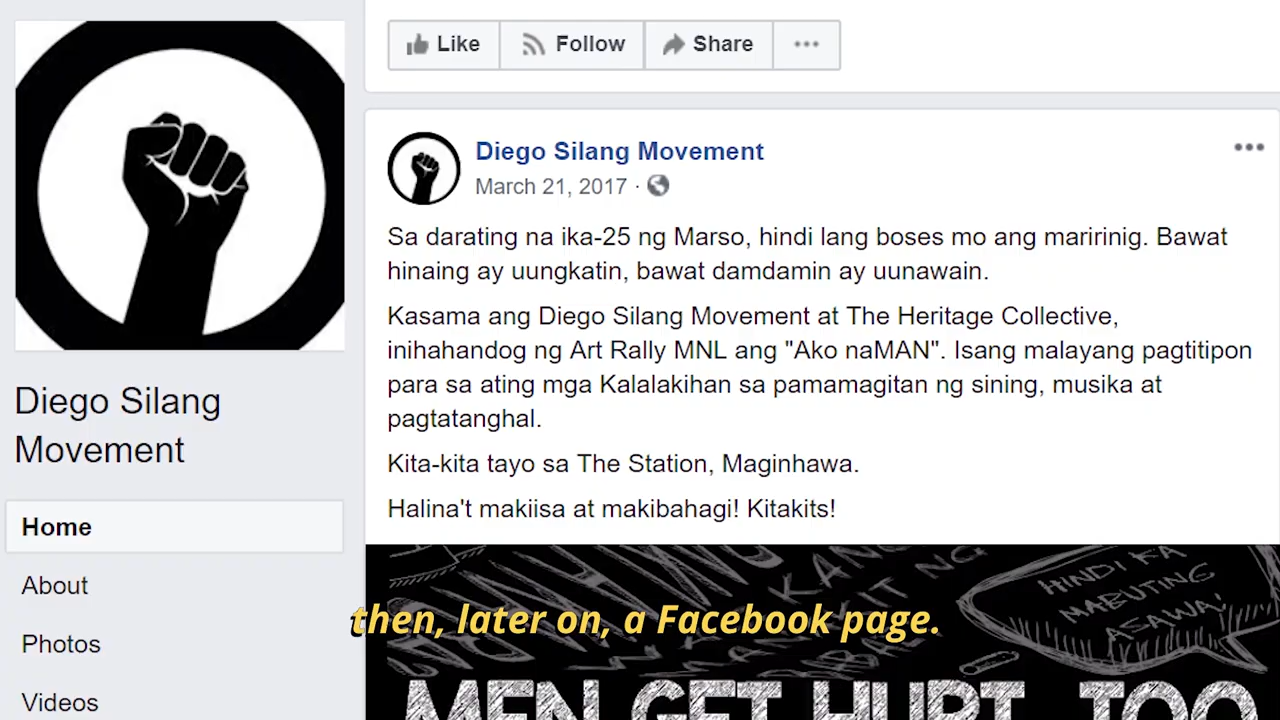 Like Follow Share
Diego Silang Movement
March 21, 2017
Sa darating na ika-25 ng Marso, hindi lang boses mo ang maririnig. Bawat
hinaing ay uungkatin, bawat damdamin ay uunawain.
Kasama ang Diego Silang Movement at The Heritage Collective,
inihahandog ng Art Rally MNL ang "Ako naMAN". Isang malayang pagtitipon
para sa ating mga Kalalakihan sa pamamagitan ng sining, musika at
pagtatanghal.
Kita-kita tayo sa The Station, Maginhawa.
Halina't makiisa at makibahagi! Kitakits!
Diego Silang
Movement
Home
About
Photos
Videos
HINDI KA
MABUTING
ASAWA!
then, later on, a Facebook page.
MEN GET HURT, TOO